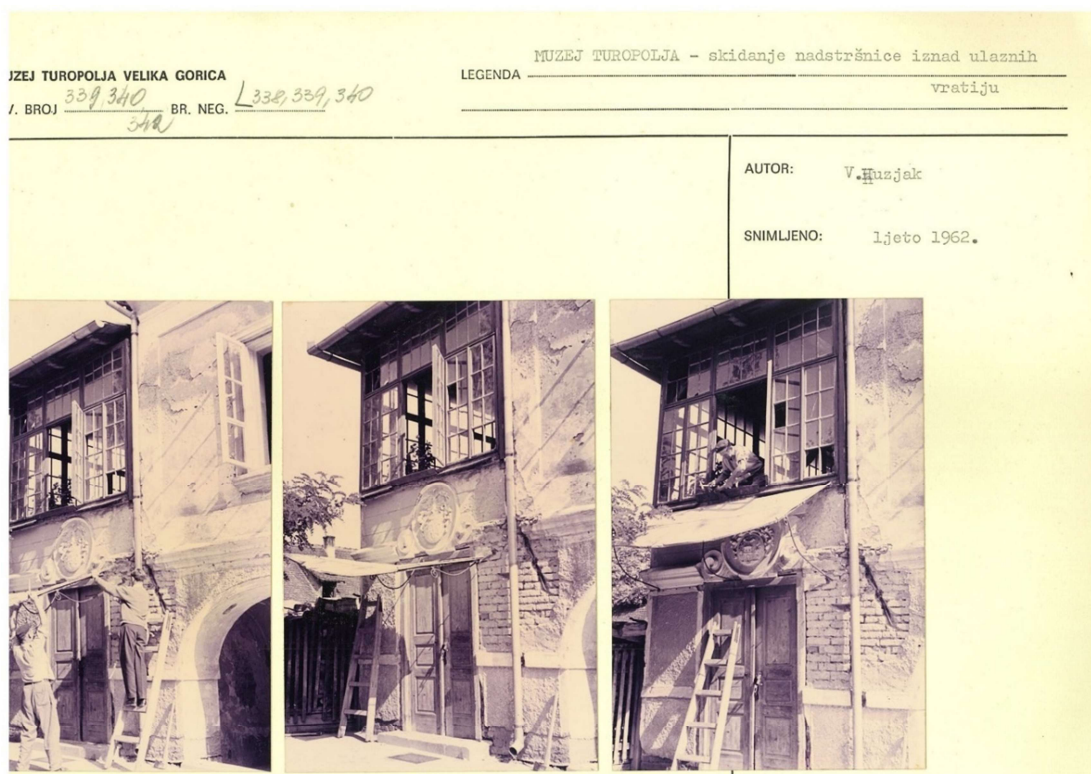 UZEJ TUROPOLJA VELIKA GORICA
V. BROJ 339,340 BR. NEG. L338,339,340
342
LEGENDA MUZEJ TUROPOLJA - skidanje nadstršnice iznad ulaznih
vratiju
AUTOR: V.Huzjak
SNIMLJENO: ljeto 1962.